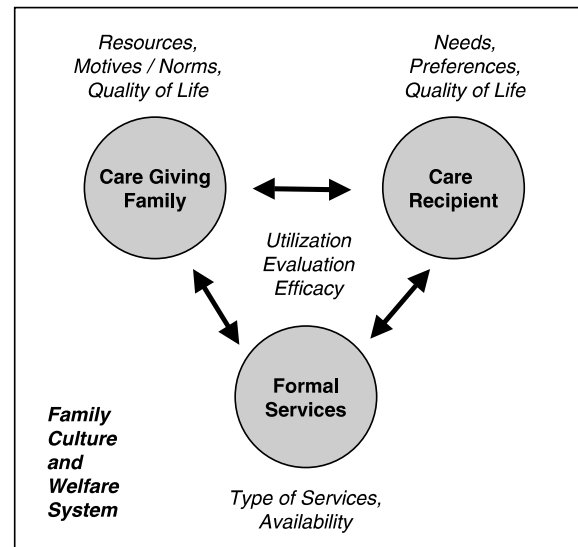 Resources,
Motives / Norms,
Quality of Life
Needs,
Preferences,
Quality of Life
Care Giving
Family
Care
Recipient
Utilization
Evaluation
Efficacy
Formal
Services
Family
Culture
and
Welfare
System
Type of Services,
Availability